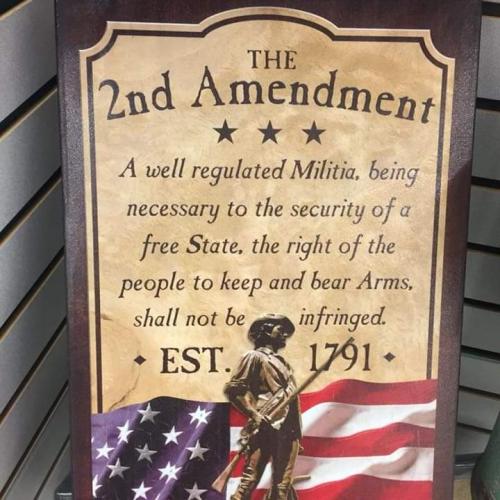 THE
2nd Amendment
★ ★ ★
A well regulated Militia, being
necessary to the security of a
free State, the right of the
people to keep and bear Arms,
shall not be infringed.
• EST. 1791 •